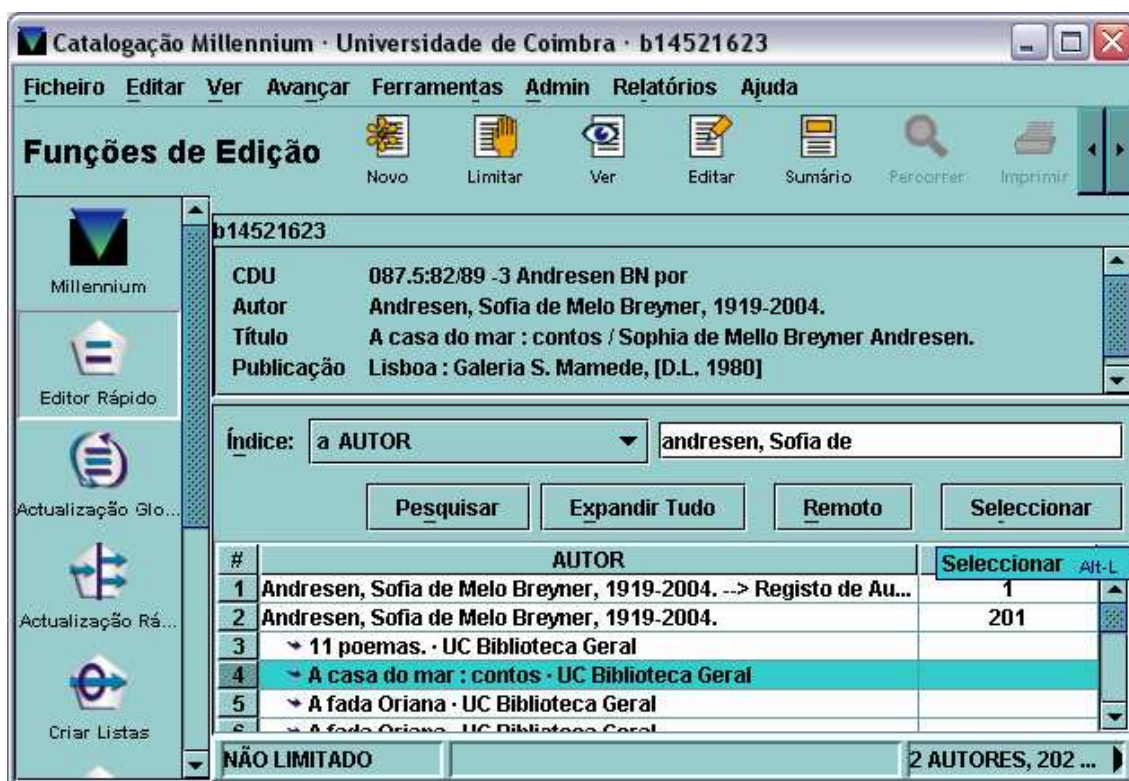 Catalogação Millennium · Universidade de Coimbra · b14521623
Ficheiro Editar Ver Avançar Ferramentas Admin Relatórios Ajuda
Funções de Edição
Novo Limitar Ver Editar Sumário Percorrer Imprimir
Millennium
Editor Rápido
Actualização Glo...
Actualização Rá...
Criar Listas
b14521623
CDU 087.5:82/89 -3 Andresen BN por
Autor Andresen, Sofia de Melo Breyner, 1919-2004.
Título A casa do mar : contos / Sophia de Mello Breyner Andresen.
Publicação Lisboa : Galeria S. Mamede, [D.L. 1980]
Índice: a AUTOR andresen, Sofia de
Pesquisar Expandir Tudo Remoto Seleccionar
# AUTOR
Seleccionar Alt-L
1 Andresen, Sofia de Melo Breyner, 1919-2004. --> Registo de Au... 1
2 Andresen, Sofia de Melo Breyner, 1919-2004. 201
3 11 poemas. · UC Biblioteca Geral
4 A casa do mar : contos · UC Biblioteca Geral
5 A fada Oriana · UC Biblioteca Geral
6 A fada Oriana · UC Biblioteca Geral
NÃO LIMITADO 2 AUTORES, 202 ...